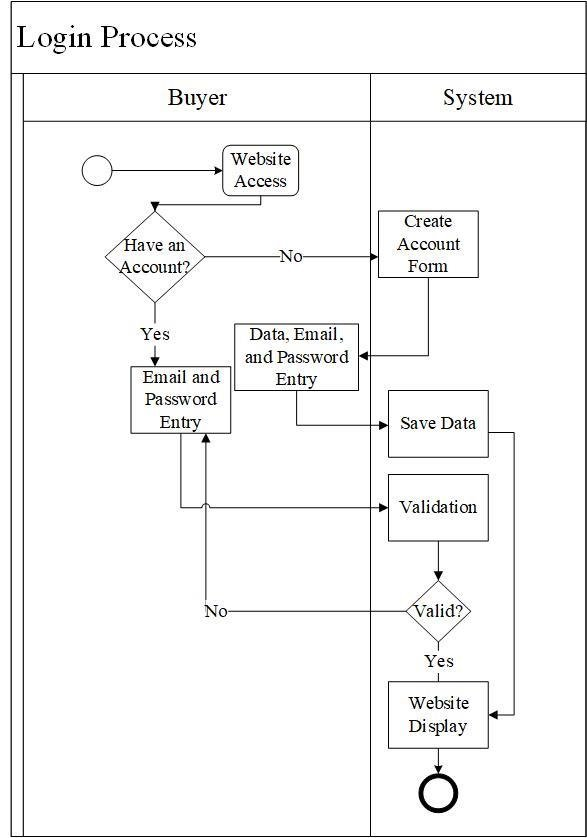 Login Process
Buyer
System
Website
Access
Have an
Account?
No
Create
Account
Form
Yes
Data, Email,
and Password
Entry
Email and
Password
Entry
Save Data
Validation
No
Valid?
Yes
Website
Display